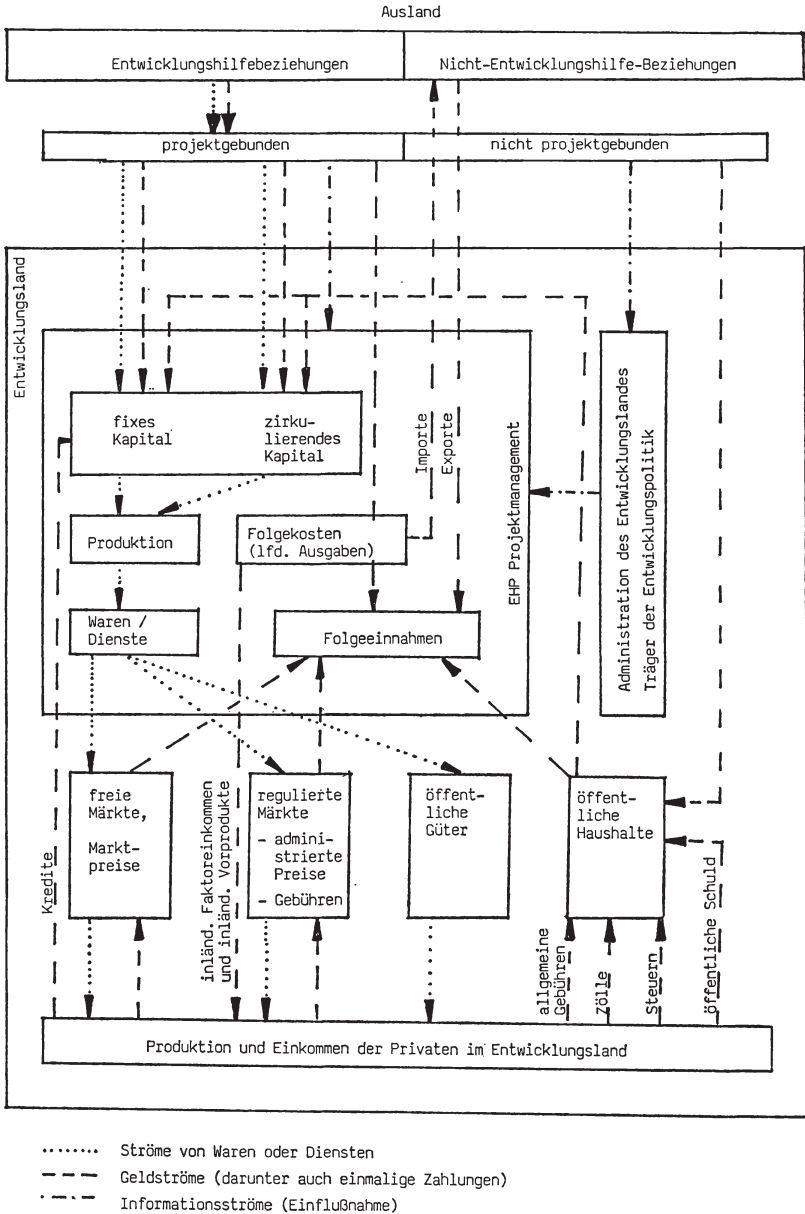 Ausland
Entwicklungshilfebeziehungen
Nicht-Entwicklungshilfe-Beziehungen
projektgebunden
nicht projektgebunden
Entwicklungsland
fixes
Kapital
zirku-
lierendes
Kapital
Importe
Exporte
EHP Projektmanagement
Administration des Entwicklungslandes
Träger der Entwicklungspolitik
Produktion
Folgekosten
(lfd. Ausgaben)
Waren /
Dienste
Folgeeinnahmen
Kredite
freie
Märkte,
Markt-
preise
inländ. Faktoreinkommen
und inländ. Vorprodukte
regulierte
Märkte
- admini-
strierte
Preise
- Gebühren
öffent-
liche
Güter
öffent-
liche
Haushalte
allgemeine
Gebühren
Zölle
Steuern
öffentliche Schuld
Produktion und Einkommen der Privaten im Entwicklungsland
Ströme von Waren oder Diensten
Geldströme (darunter auch einmalige Zahlungen)
Informationsströme (Einflußnahme)